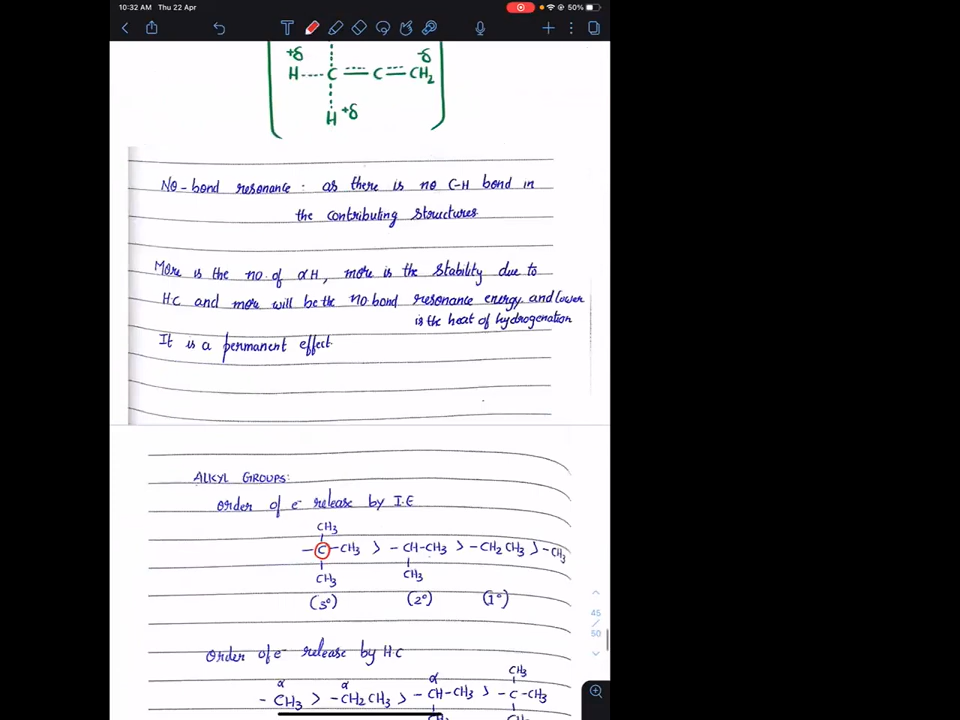 10:32 AM Thu 22 Apr
50%
+δ -δ
H----C═C═CH2
H +δ
No-bond resonance: as there is no C-H bond in
the contributing structures.
More is the no. of αH, more is the stability due to
HC and more will be the no bond resonance energy and lower
is the heat of hydrogenation
It is a permanent effect.
ALKYL GROUPS:
order of e- release by I.E
CH3
-C-CH3 > -CH-CH3 > -CH2CH3 > -CH3
CH3 CH3
(3°) (2°) (1°)
45
/
50
Order of e- release by H.C
CH3
α α α
-CH3 > -CH2CH3 > -CH-CH3 > -C-CH3